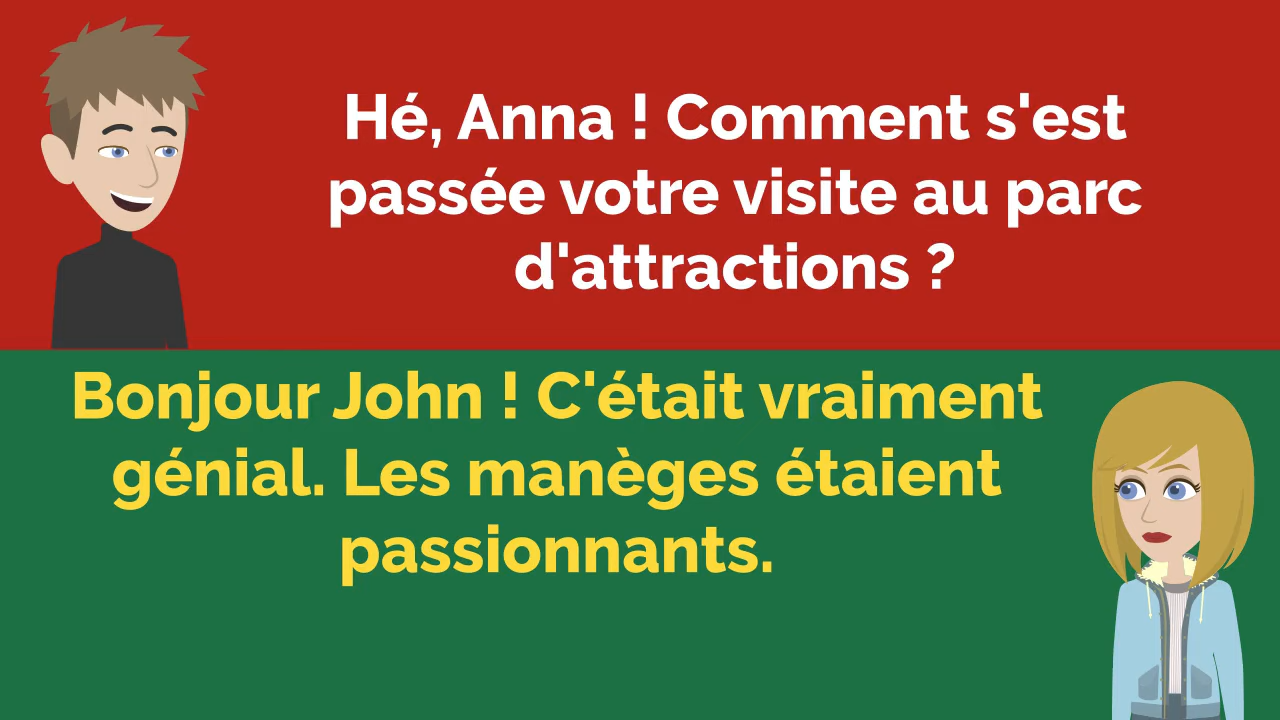 Hé, Anna ! Comment s'est
passée votre visite au parc
d'attractions ?
Bonjour John ! C'était vraiment
génial. Les manèges étaient
passionnants.